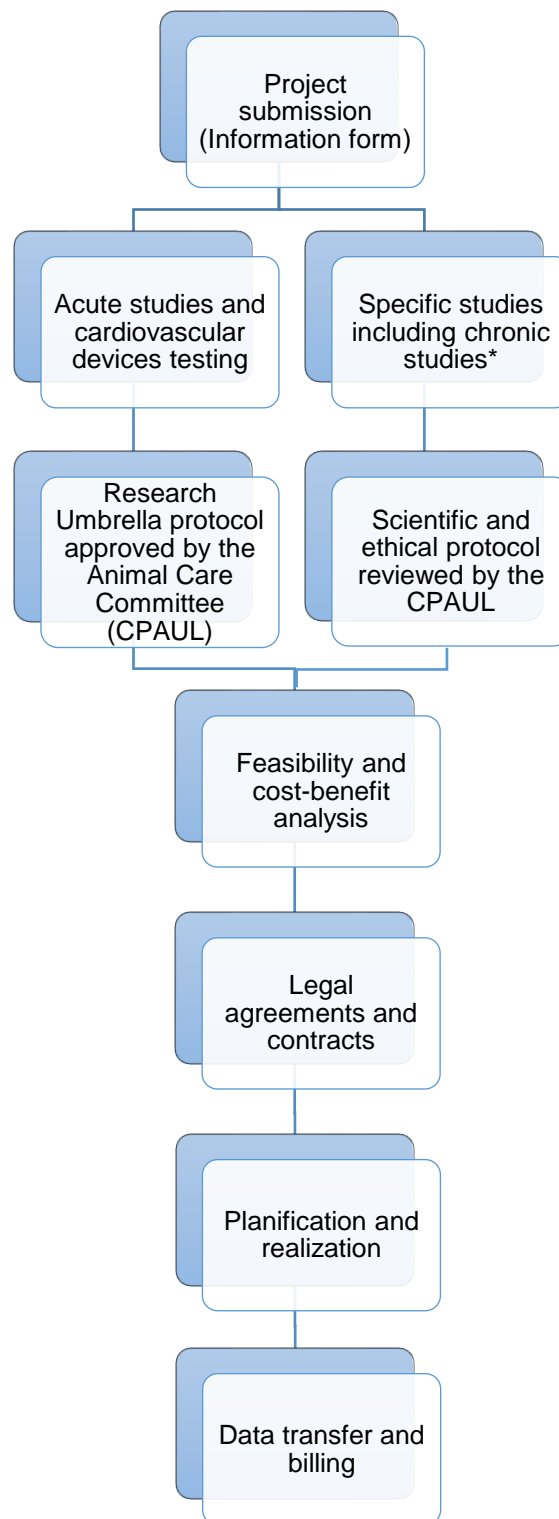 Project
submission
(Information form)
Acute studies and
cardiovascular
devices testing
Specific studies
including chronic
studies*
Research
Umbrella protocol
approved by the
Animal Care
Committee
(CPAUL)
Scientific and
ethical protocol
reviewed by the
CPAUL
Feasibility and
cost-benefit
analysis
Legal
agreements and
contracts
Planification and
realization
Data transfer and
billing